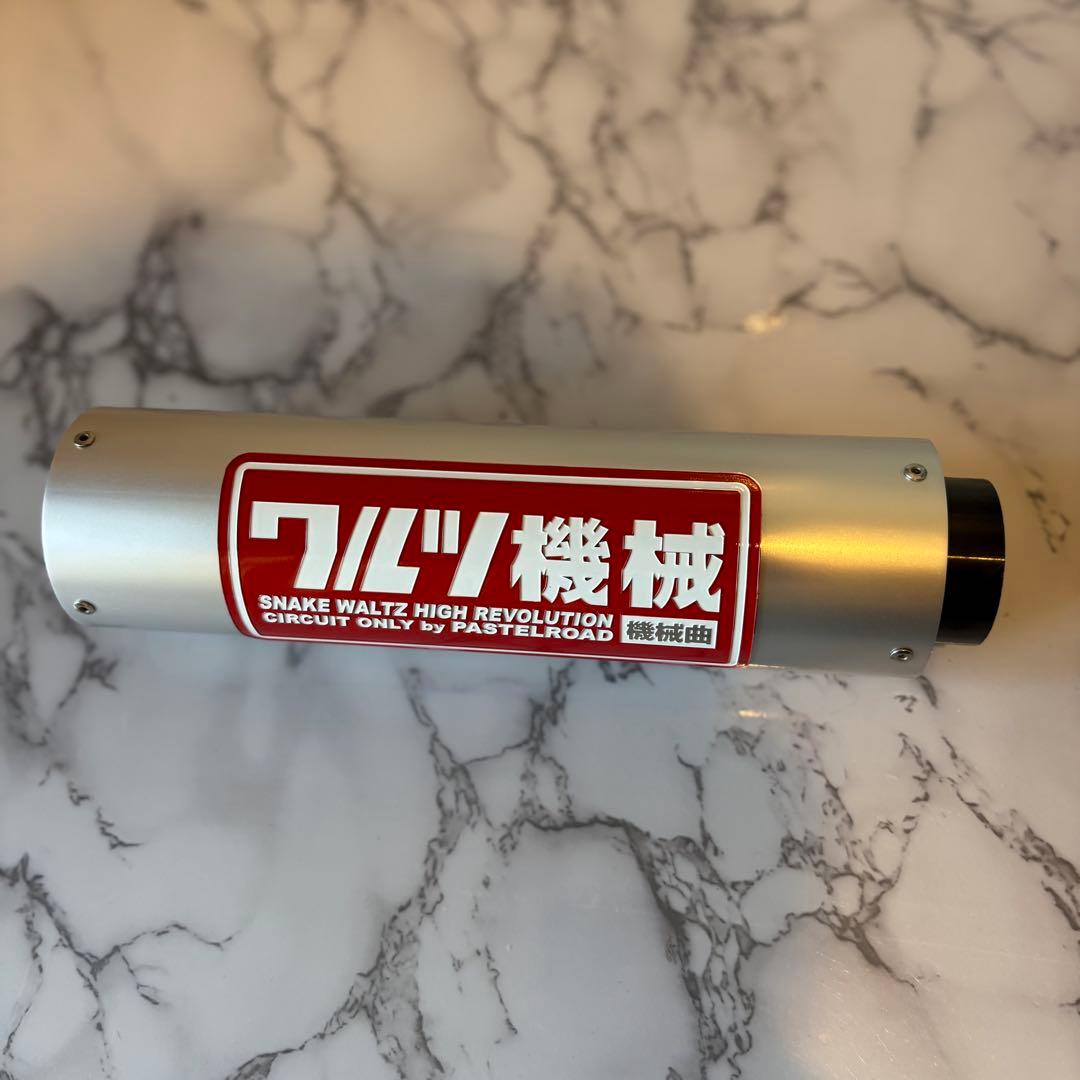 ワルツ機械
SNAKE WALTZ HIGH REVOLUTION
CIRCUIT ONLY by PASTELROAD
機械曲